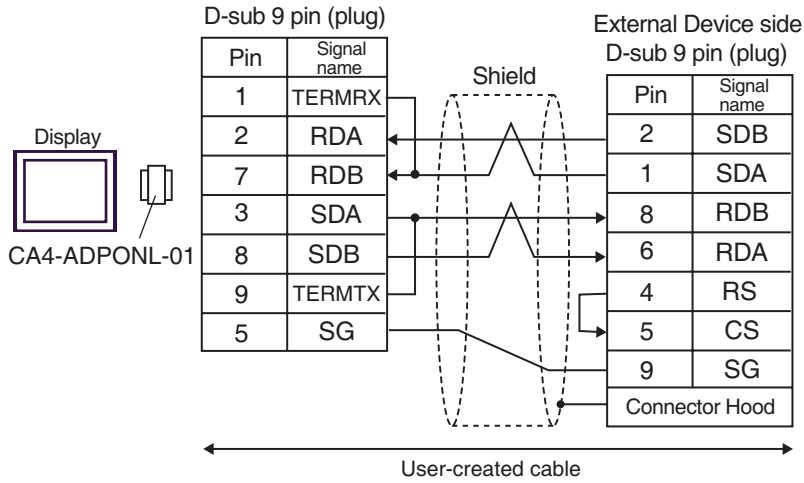 D-sub 9 pin (plug)
Pin Signal name
1 TERMRX
2 RDA
7 RDB
3 SDA
8 SDB
9 TERMTX
5 SG
Display
CA4-ADPONL-01
Shield
External Device side
D-sub 9 pin (plug)
Pin Signal name
2 SDB
1 SDA
8 RDB
6 RDA
4 RS
5 CS
9 SG
Connector Hood
User-created cable